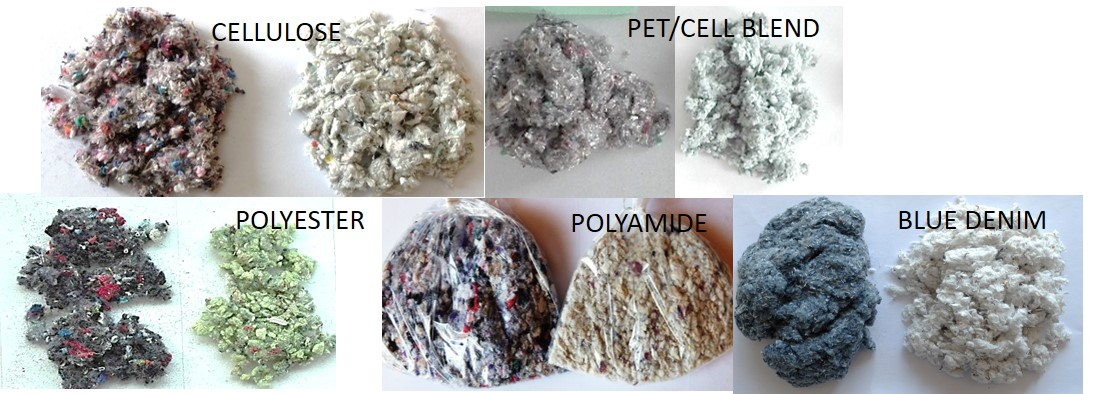 CELLULOSE
PET/CELL BLEND
POLYESTER
POLYAMIDE
BLUE DENIM